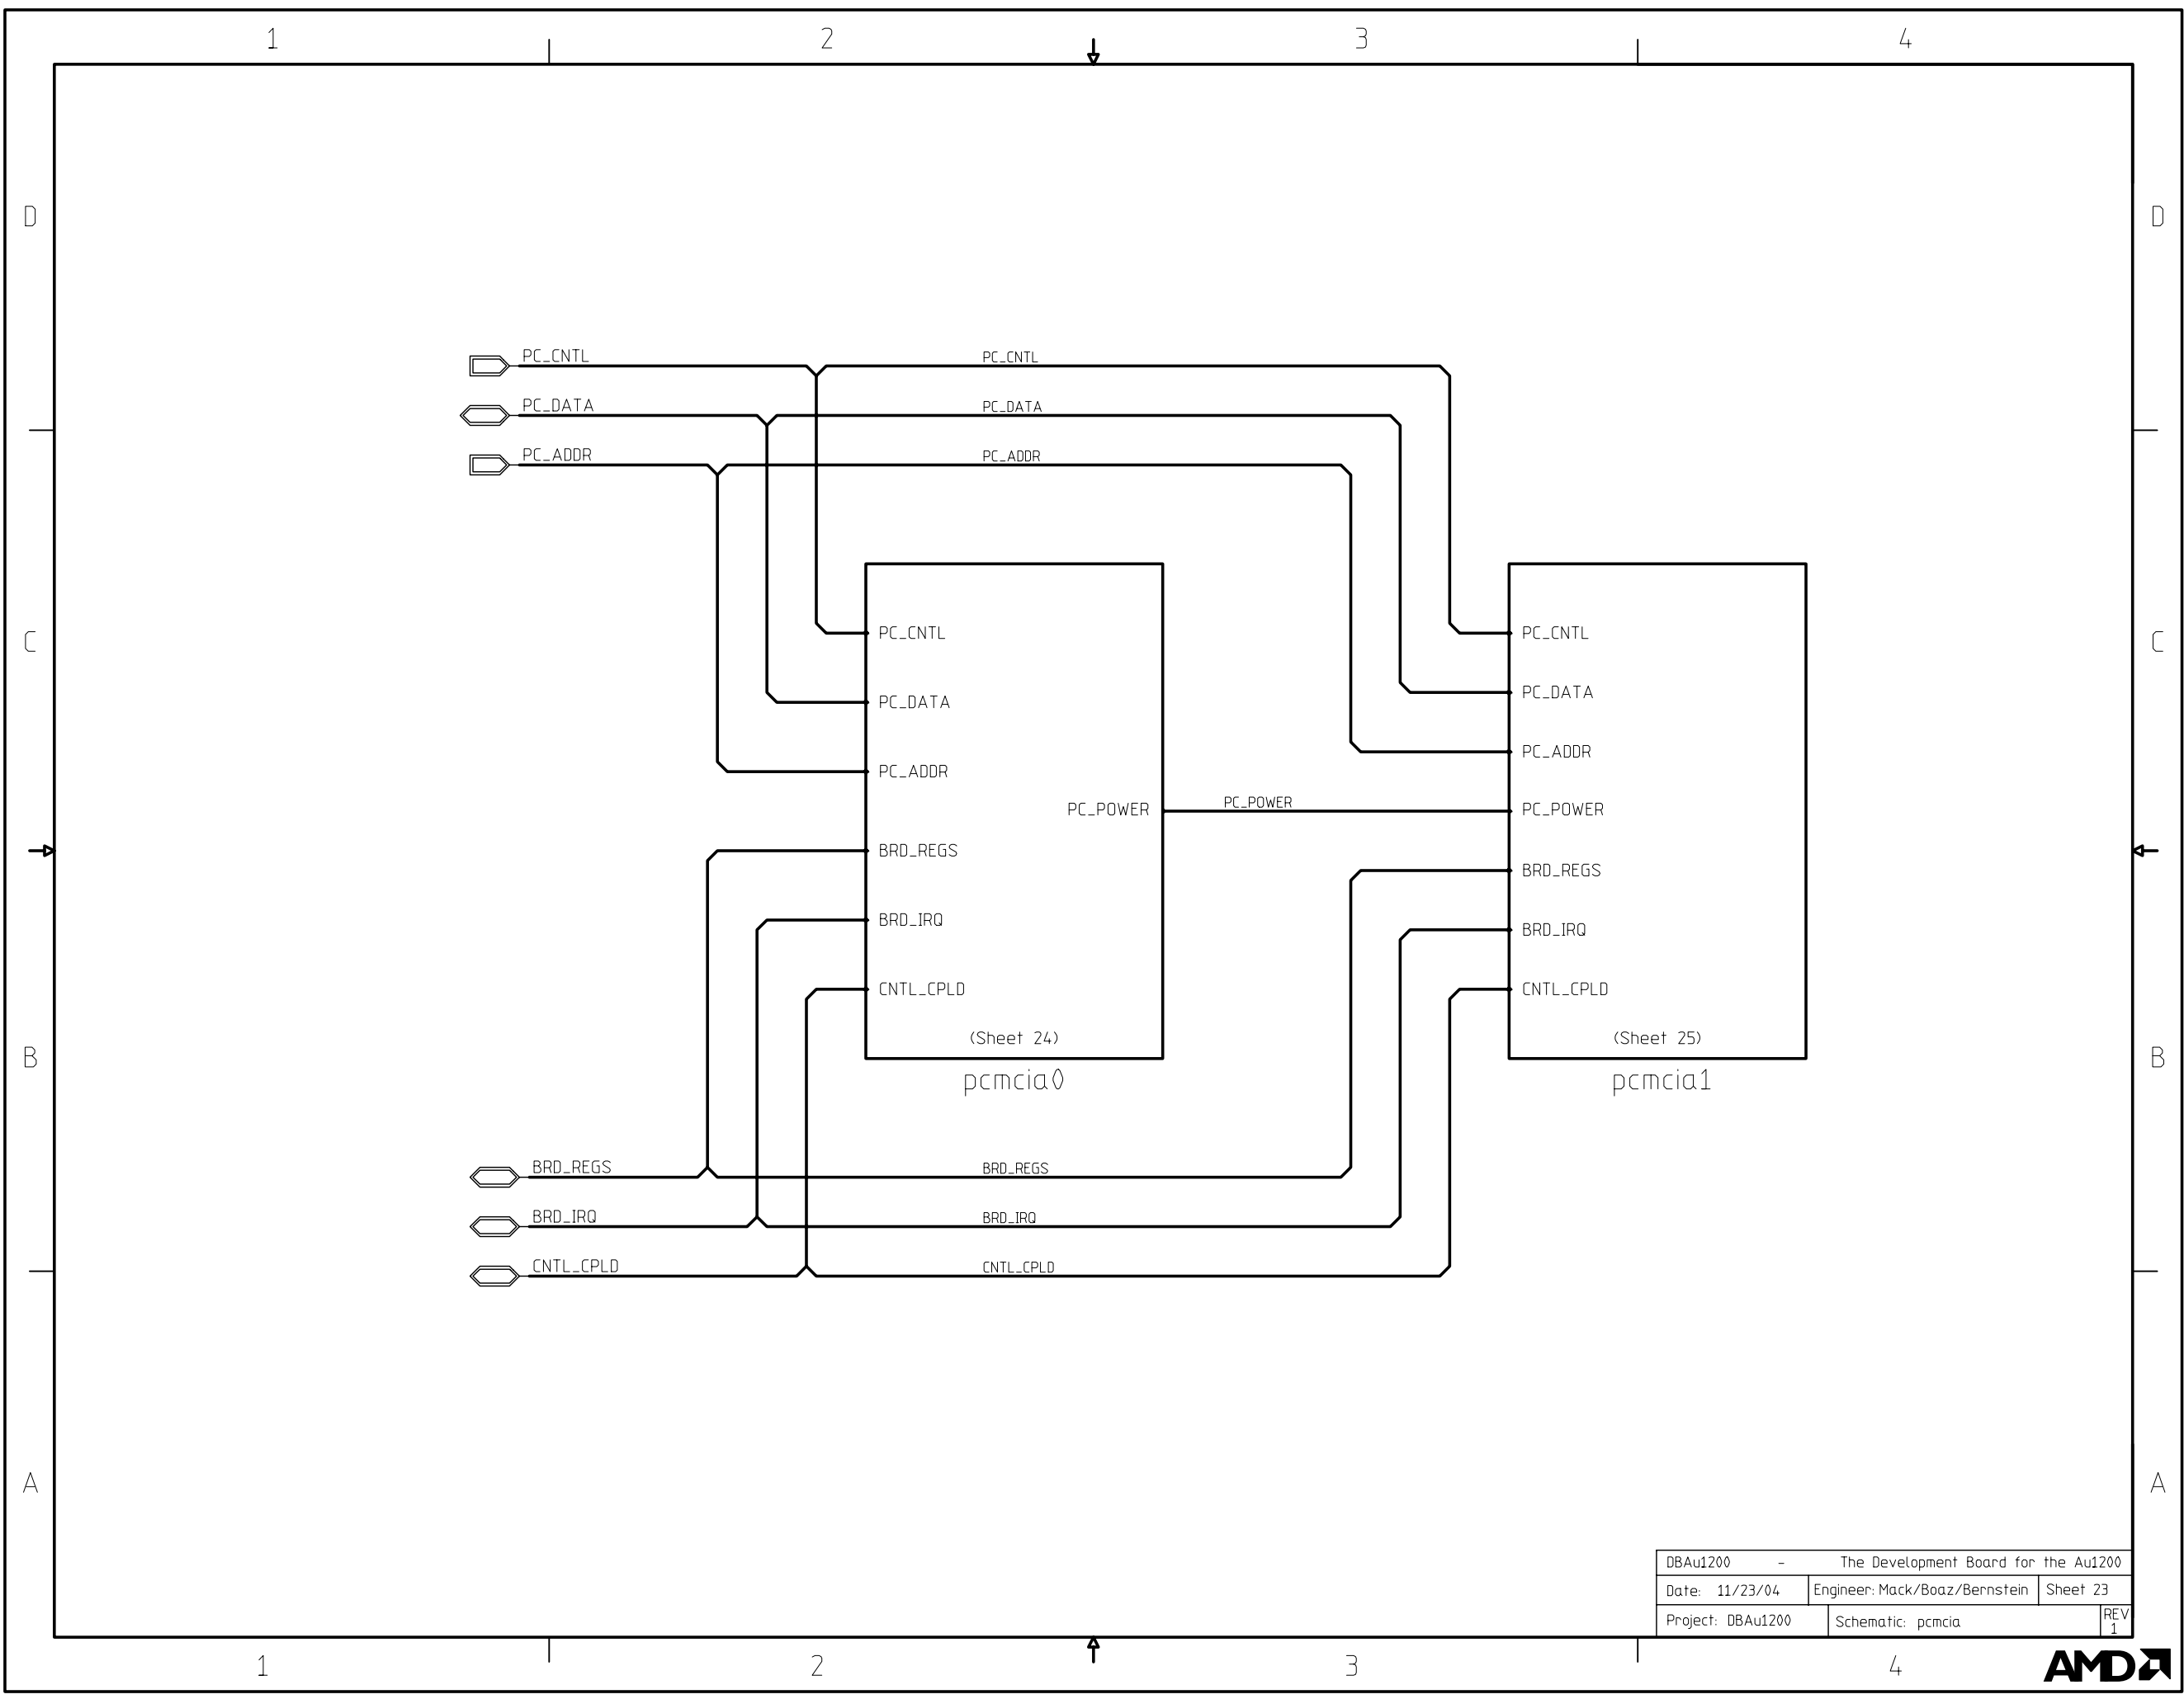 1 2 3 4
D D
PC_CNTL PC_CNTL
PC_DATA PC_DATA
PC_ADDR PC_ADDR
C C
PC_CNTL PC_CNTL
PC_DATA PC_DATA
PC_ADDR PC_ADDR
PC_POWER PC_POWER PC_POWER
BRD_REGS BRD_REGS
BRD_IRQ BRD_IRQ
CNTL_CPLD CNTL_CPLD
(Sheet 24) (Sheet 25)
B B
pcmcia0 pcmcia1
BRD_REGS BRD_REGS
BRD_IRQ BRD_IRQ
CNTL_CPLD CNTL_CPLD
A A
DBAu1200 - The Development Board for the Au1200
Date: 11/23/04 Engineer: Mack/Boaz/Bernstein Sheet 23
Project: DBAu1200 Schematic: pcmcia REV 1
1 2 3 4
AMD